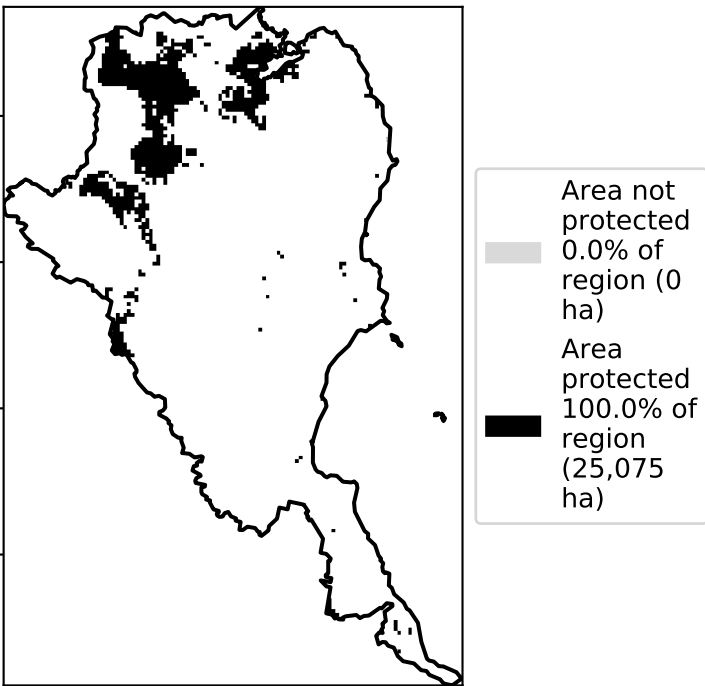 Area not
protected
0.0% of
region (0
ha)
Area
protected
100.0% of
region
(25,075
ha)